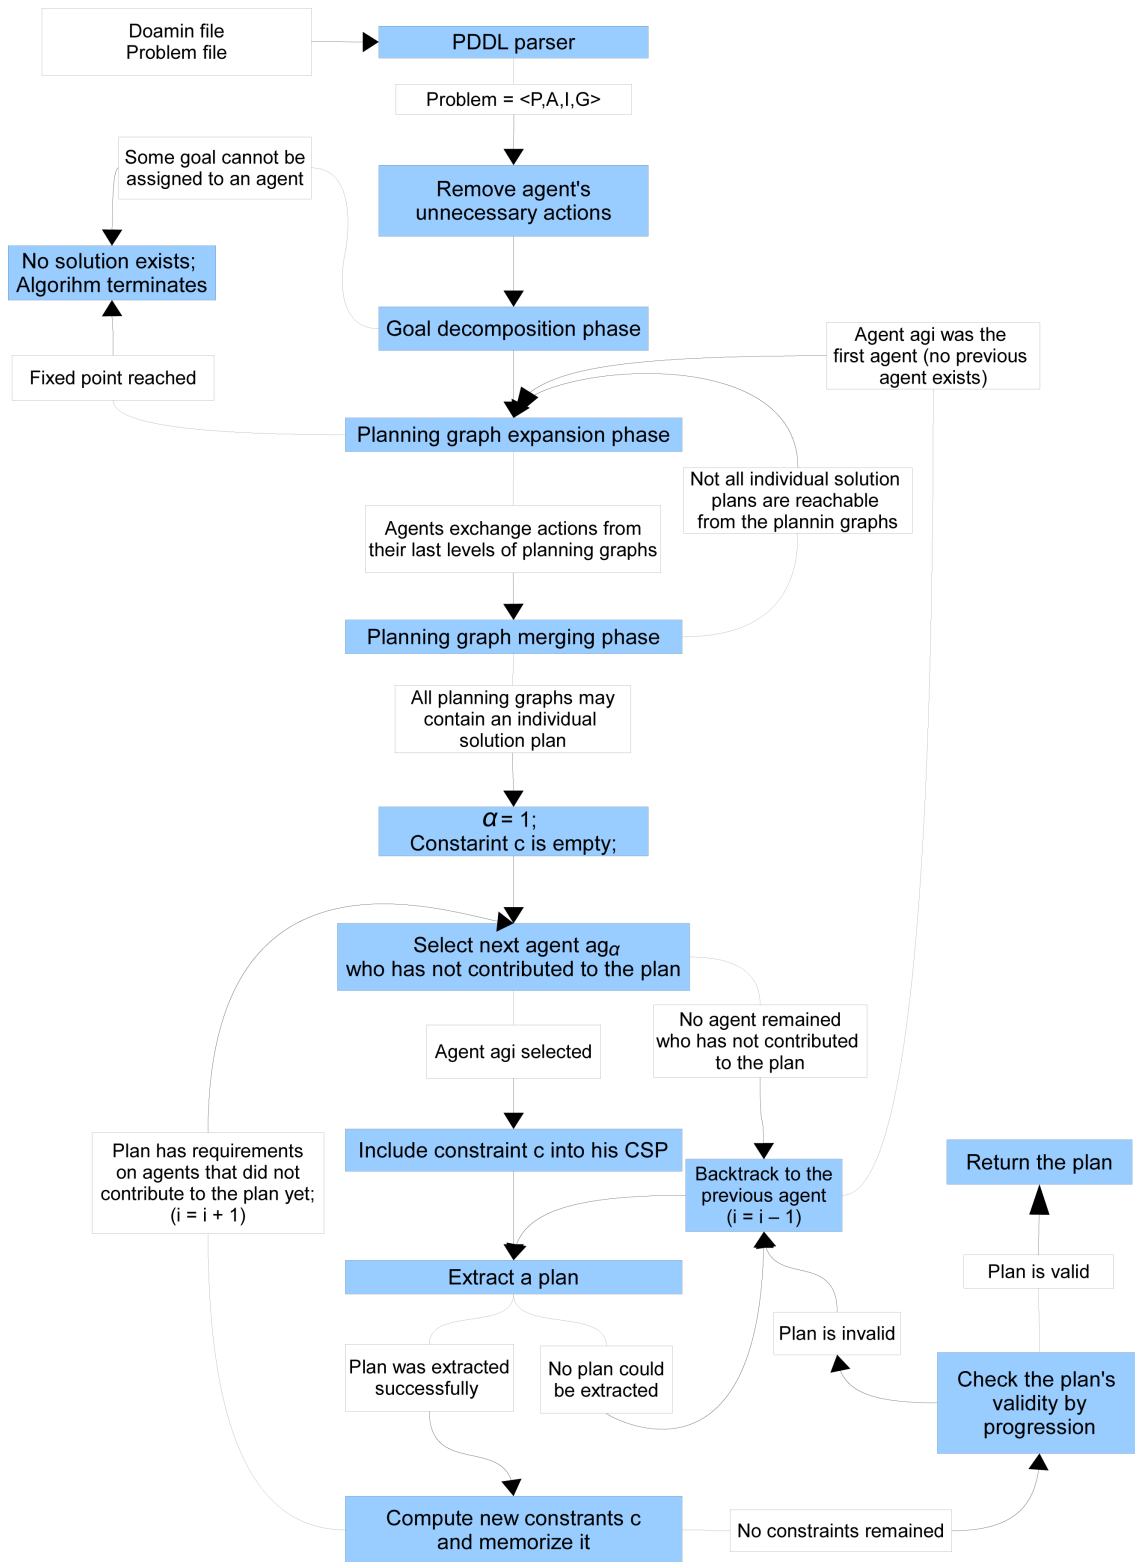 Doamin file
Problem file
PDDL parser
Problem = <P,A,I,G>
Some goal cannot be
assigned to an agent
Remove agent's
unnecessary actions
No solution exists;
Algorihm terminates
Goal decomposition phase
Agent agi was the
first agent (no previous
agent exists)
Fixed point reached
Planning graph expansion phase
Not all individual solution
plans are reachable
from the plannin graphs
Agents exchange actions from
their last levels of planning graphs
Planning graph merging phase
All planning graphs may
contain an individual
solution plan
α = 1;
Constarint c is empty;
Select next agent agα
who has not contributed to the plan
No agent remained
who has not contributed
to the plan
Agent agi selected
Include constraint c into his CSP
Plan has requirements
on agents that did not
contribute to the plan yet;
(i = i + 1)
Backtrack to the
previous agent
(i = i – 1)
Return the plan
Extract a plan
Plan is valid
Plan is invalid
Plan was extracted
successfully
No plan could
be extracted
Check the plan's
validity by
progression
Compute new constrants c
and memorize it
No constraints remained